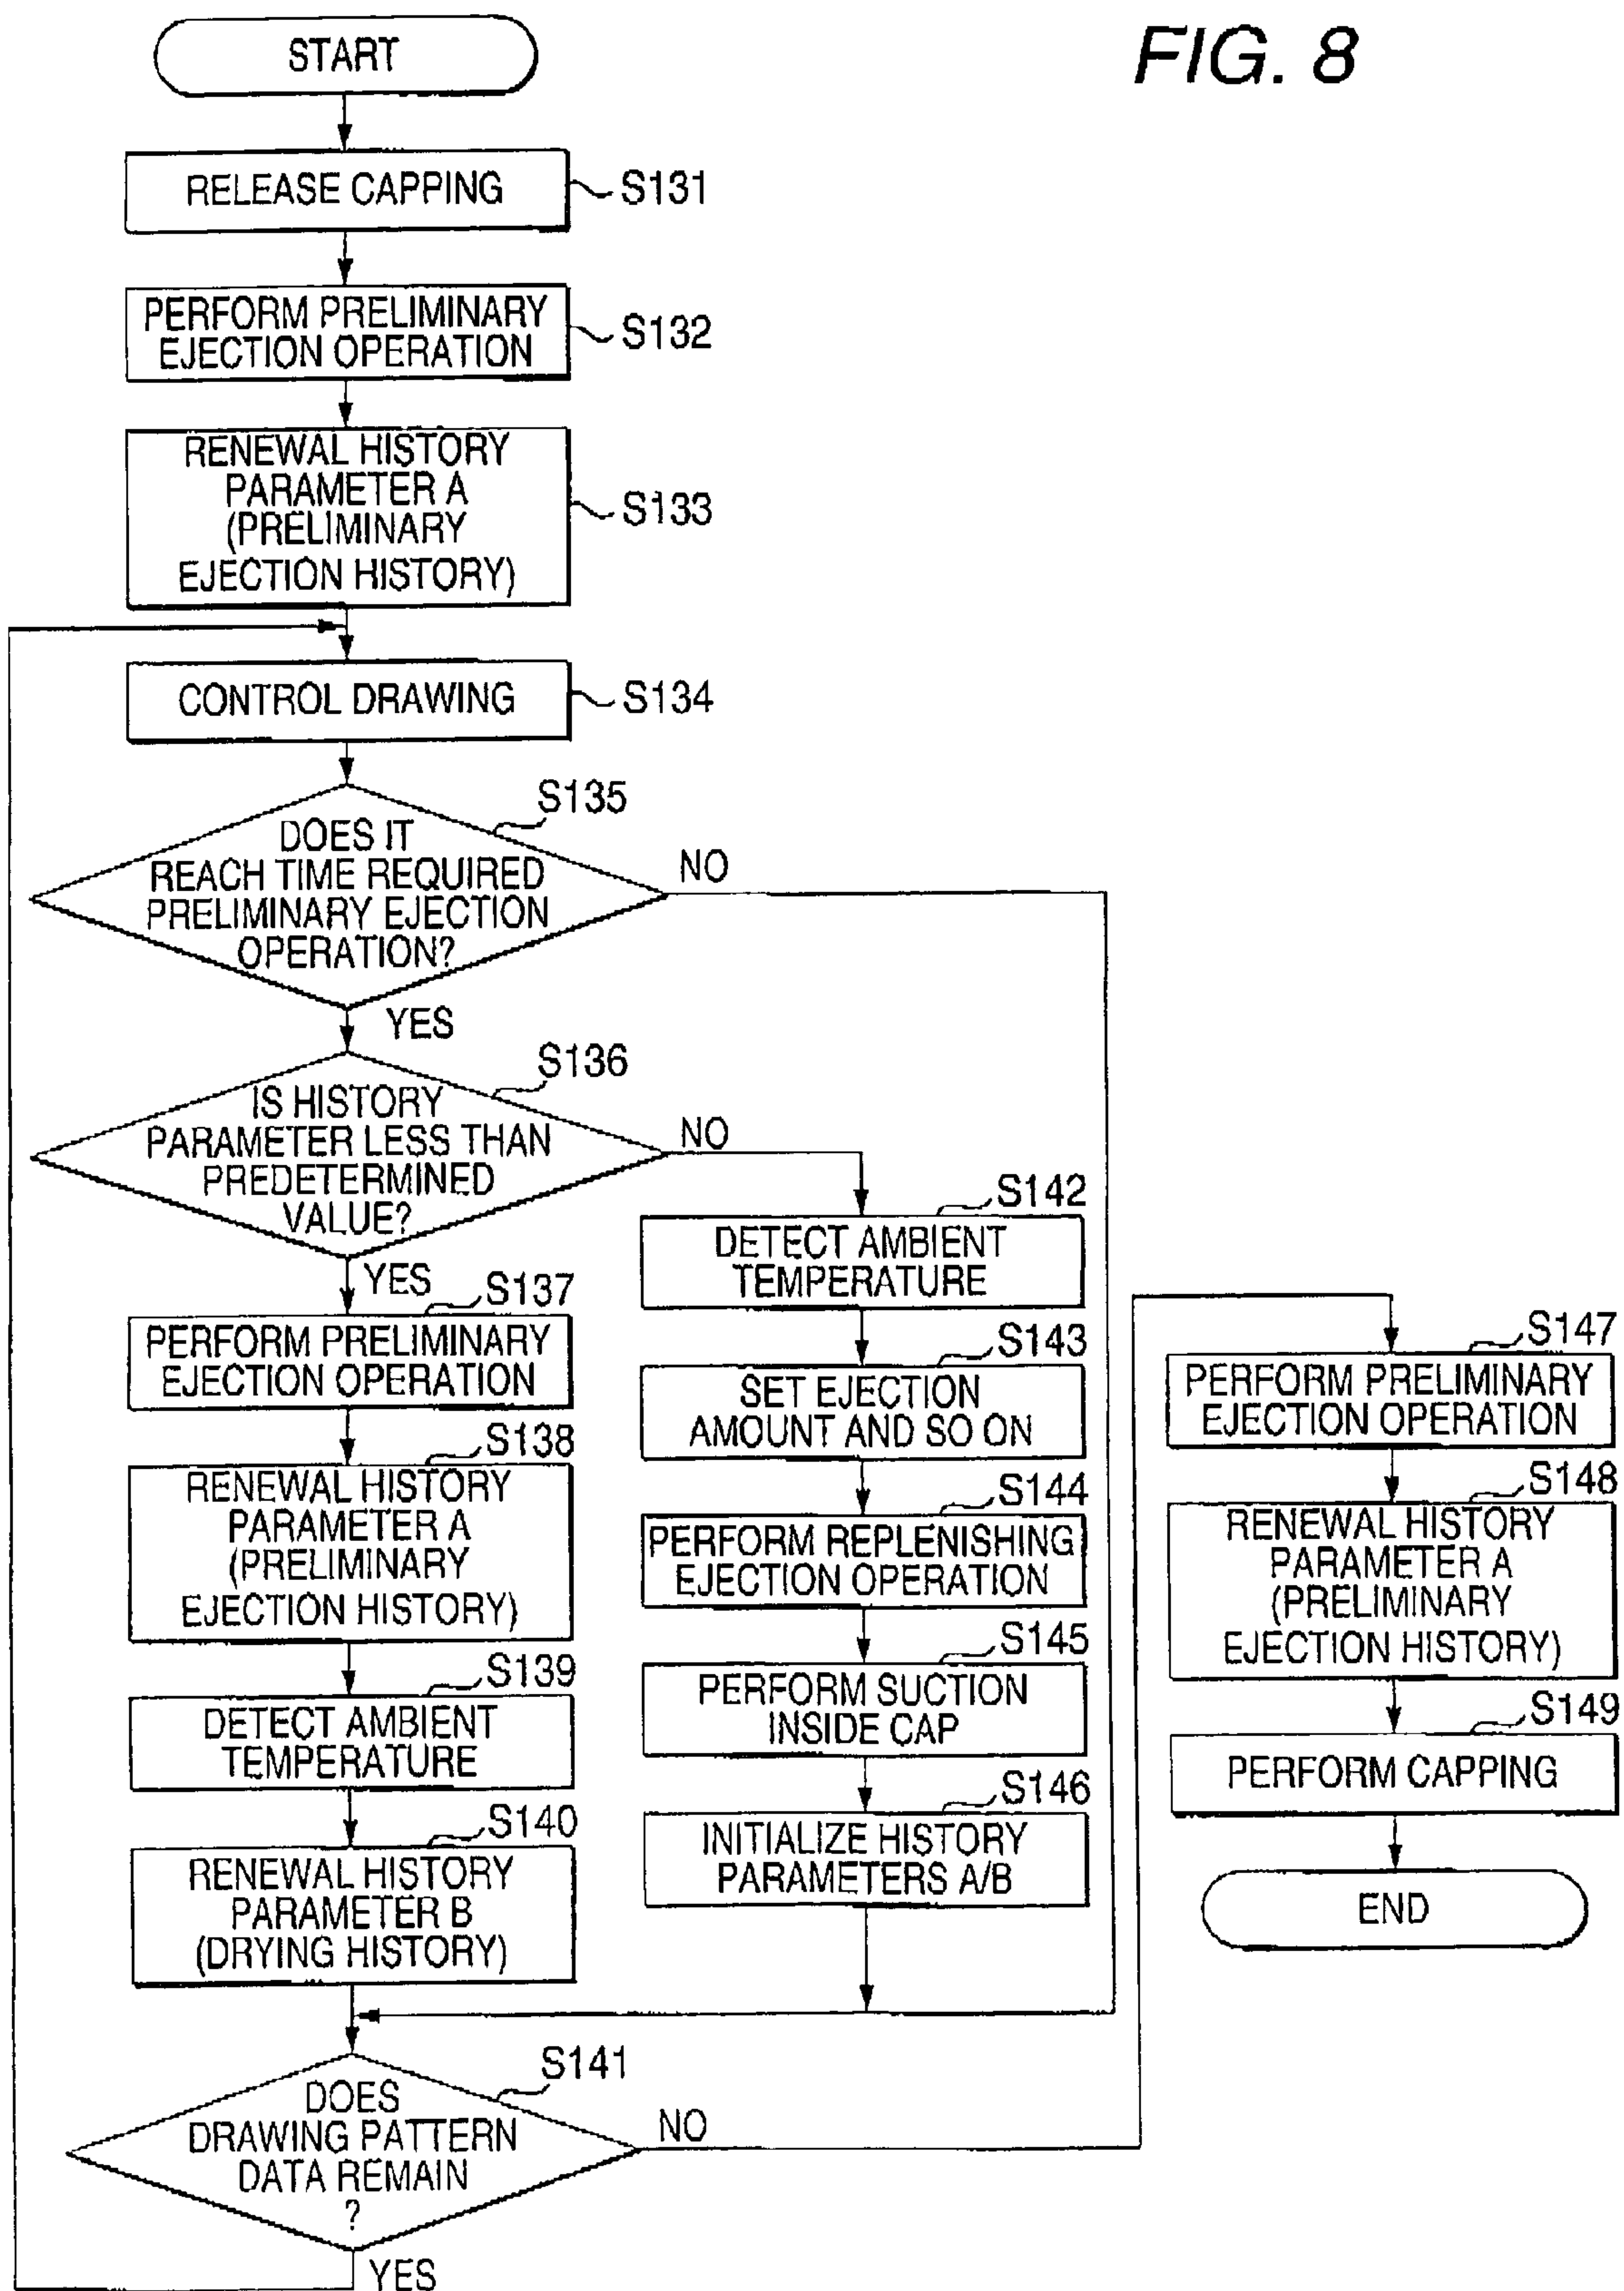 FIG. 8
START
RELEASE CAPPING
S131
PERFORM PRELIMINARY
EJECTION OPERATION
S132
RENEWAL HISTORY
PARAMETER A
(PRELIMINARY
EJECTION HISTORY)
S133
CONTROL DRAWING
S134
S135
DOES IT
REACH TIME REQUIRED
PRELIMINARY EJECTION
OPERATION?
NO
YES
S136
IS HISTORY
PARAMETER LESS THAN
PREDETERMINED
VALUE?
NO
YES
S137
PERFORM PRELIMINARY
EJECTION OPERATION
S138
RENEWAL HISTORY
PARAMETER A
(PRELIMINARY
EJECTION HISTORY)
S139
DETECT AMBIENT
TEMPERATURE
S140
RENEWAL HISTORY
PARAMETER B
(DRYING HISTORY)
S141
DOES
DRAWING PATTERN
DATA REMAIN
?
NO
YES
S142
DETECT AMBIENT
TEMPERATURE
S143
SET EJECTION
AMOUNT AND SO ON
S144
PERFORM REPLENISHING
EJECTION OPERATION
S145
PERFORM SUCTION
INSIDE CAP
S146
INITIALIZE HISTORY
PARAMETERS A/B
S147
PERFORM PRELIMINARY
EJECTION OPERATION
S148
RENEWAL HISTORY
PARAMETER A
(PRELIMINARY
EJECTION HISTORY)
S149
PERFORM CAPPING
END